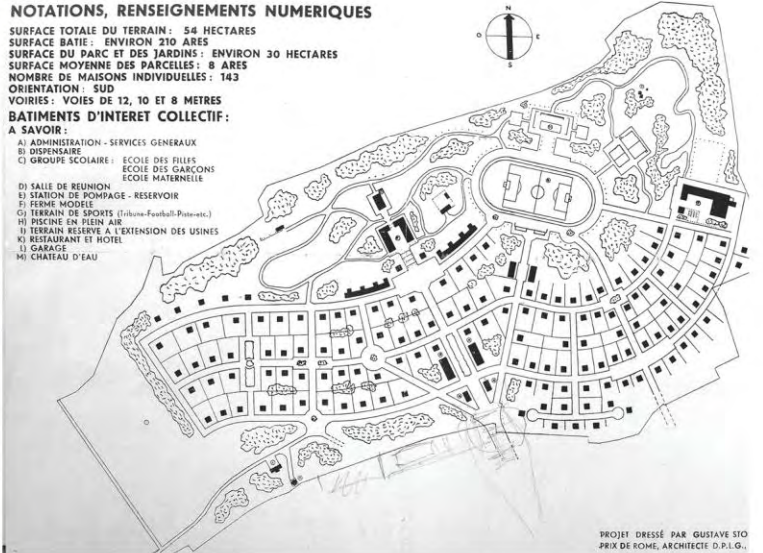 NOTATIONS, RENSEIGNEMENTS NUMERIQUES
SURFACE TOTALE DU TERRAIN : 54 HECTARES
SURFACE BATIE : ENVIRON 210 ARES
SURFACE DU PARC ET DES JARDINS : ENVIRON 30 HECTARES
SURFACE MOYENNE DES PARCELLES : 8 ARES
NOMBRE DE MAISONS INDIVIDUELLES : 143
ORIENTATION : SUD
VOIRIES : VOIES DE 12, 10 ET 8 METRES
BATIMENTS D'INTERET COLLECTIF :
A SAVOIR :
A) ADMINISTRATION - SERVICES GENERAUX
B) DISPENSAIRE
C) GROUPE SCOLAIRE : ECOLE DES FILLES
ECOLE DES GARÇONS
ECOLE MATERNELLE
D) SALLE DE REUNION
E) STATION DE POMPAGE - RESERVOIR
F) FERME MODELE
G) TERRAIN DE SPORTS (Tribune-Football-Piste-etc.)
H) PISCINE EN PLEIN AIR
I) TERRAIN RESERVE A L'EXTENSION DES USINES
K) RESTAURANT ET HOTEL
L) GARAGE
M) CHATEAU D'EAU
N
O
E
S
PROJET DRESSÉ PAR GUSTAVE STO
PRIX DE ROME, ARCHITECTE D.P.L.G.,